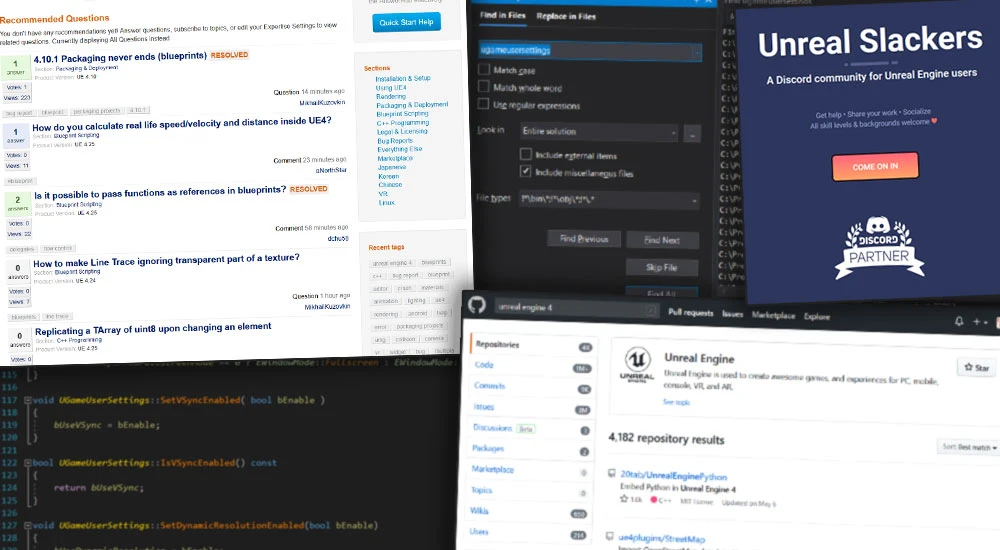 Recommended Questions
You don't have any recommendations yet! Answer questions, subscribe to topics, or edit your Expertise Settings to view
related questions. Currently displaying All Questions instead
1
answer
Votes: 1
Views: 223
4.10.1 Packaging never ends (blueprints) RESOLVED
Section: Packaging & Deployment
Product Version: UE 4.10
Question 14 minutes ago
MikhailKuzovkin
bug report blueprint packaging projects 4.10.1
1
answer
Votes: 0
Views: 11
How do you calculate real life speed/velocity and distance inside UE4?
Section: Blueprint Scripting
Product Version: UE 4.25
Comment 23 minutes ago
aNorthStar
#blueprint
2
answers
Votes: 0
Views: 22
Is it possible to pass functions as references in blueprints? RESOLVED
Section: Blueprint Scripting
Product Version: UE 4.25
Comment 58 minutes ago
dchu56
delegates flow control
0
answers
Votes: 0
Views: 7
How to make Line Trace ignoring transparent part of a texture?
Section: Blueprint Scripting
Product Version: UE 4.24
Question 1 hour ago
MikhailKuzovkin
blueprints line trace
0
answers
Votes: 0
Replicating a TArray of uint8 upon changing an element
Section: C++ Programming
Product Version: UE 4.25
Quick Start Help
Sections
Installation & Setup
Using UE4
Rendering
Packaging & Deployment
Blueprint Scripting
C++ Programming
Legal & Licensing
Bug Reports
Everything Else
Marketplace
Japanese
Korean
Chinese
VR
Linux
Recent tags
unreal engine 4 blueprints
c++ bug report blueprint
editor crash materials
animation lighting ue4
rendering android help
error packaging projects
umg collision camera
vr widget bug multiple
Find in Files Replace in Files
ugameusersettings
Match case
Match whole word
Use regular expressions
Look in Entire solution ...
Include external items
Include miscellaneous files
File types !*\bin\*;!*\obj\*;!*\.*
Find Previous Find Next
Skip File
Find All
Unreal Slackers
A Discord community for Unreal Engine users
Get help • Share your work • Socialize
All skill levels & backgrounds welcome ❤
COME ON IN
DISCORD
PARTNER
unreal engine 4
Pull requests Issues Marketplace Explore
Repositories 4K
Code 1M+
Commits
Issues
Discussions Beta
Packages 2
Marketplace 0
Topics 0
Wikis
Users
UNREAL
Unreal Engine
Unreal Engine is used to create awesome games, and experiences for PC, mobile,
console, VR, and AR.
See topic
Star
4,182 repository results
Sort: Best match
20tab/UnrealEnginePython
Embed Python in Unreal Engine 4
C++ MIT license Updated on May 6
ue4plugins/StreetMap
115 }
116
117 void UGameUserSettings::SetVSyncEnabled( bool bEnable )
118 {
119 bUseVSync = bEnable;
120 }
121
122 bool UGameUserSettings::IsVSyncEnabled() const
123 {
124 return bUseVSync;
125 }
126
127 void UGameUserSettings::SetDynamicResolutionEnabled(bool bEnable)
128 {